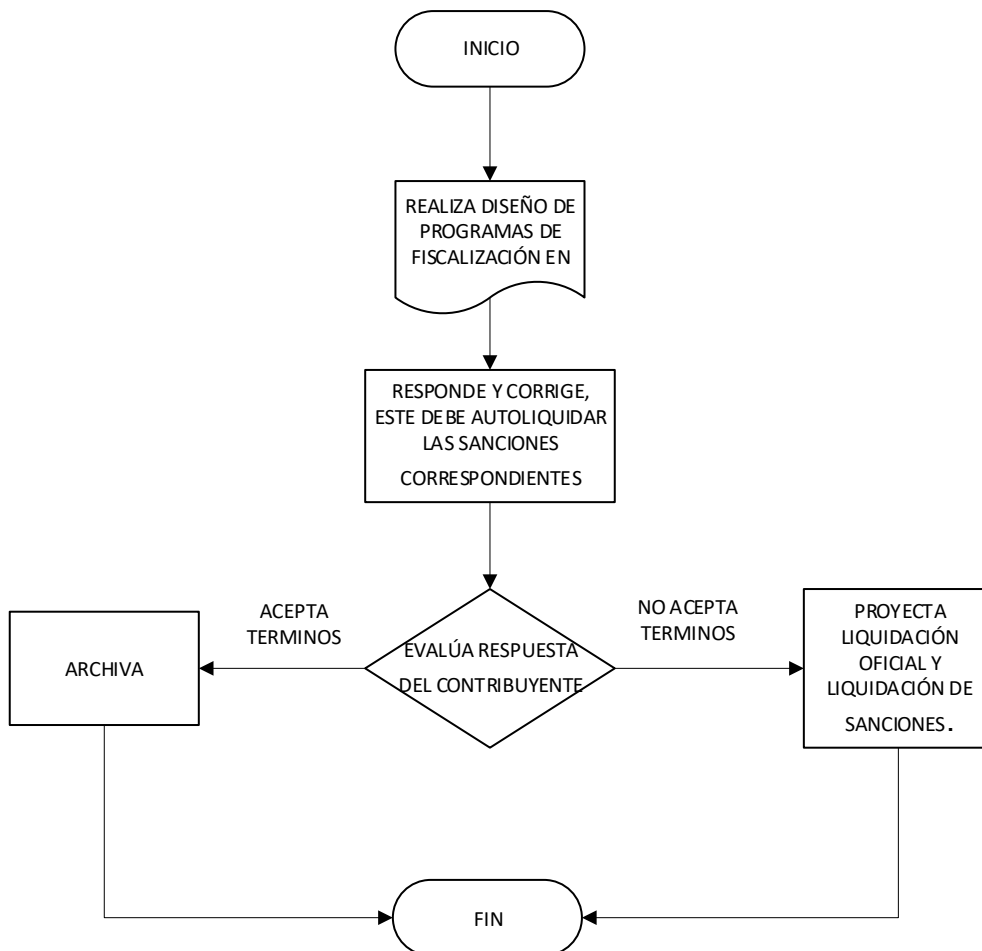 INICIO
REALIZA DISEÑO DE
PROGRAMAS DE
FISCALIZACIÓN EN
RESPONDE Y CORRIGE,
ESTE DEBE AUTOLIQUIDAR
LAS SANCIONES
CORRESPONDIENTES
ACEPTA
TERMINOS
NO ACEPTA
TERMINOS
ARCHIVA
EVALÚA RESPUESTA
DEL CONTRIBUYENTE
PROYECTA
LIQUIDACIÓN
OFICIAL Y
LIQUIDACIÓN DE
SANCIONES.
FIN